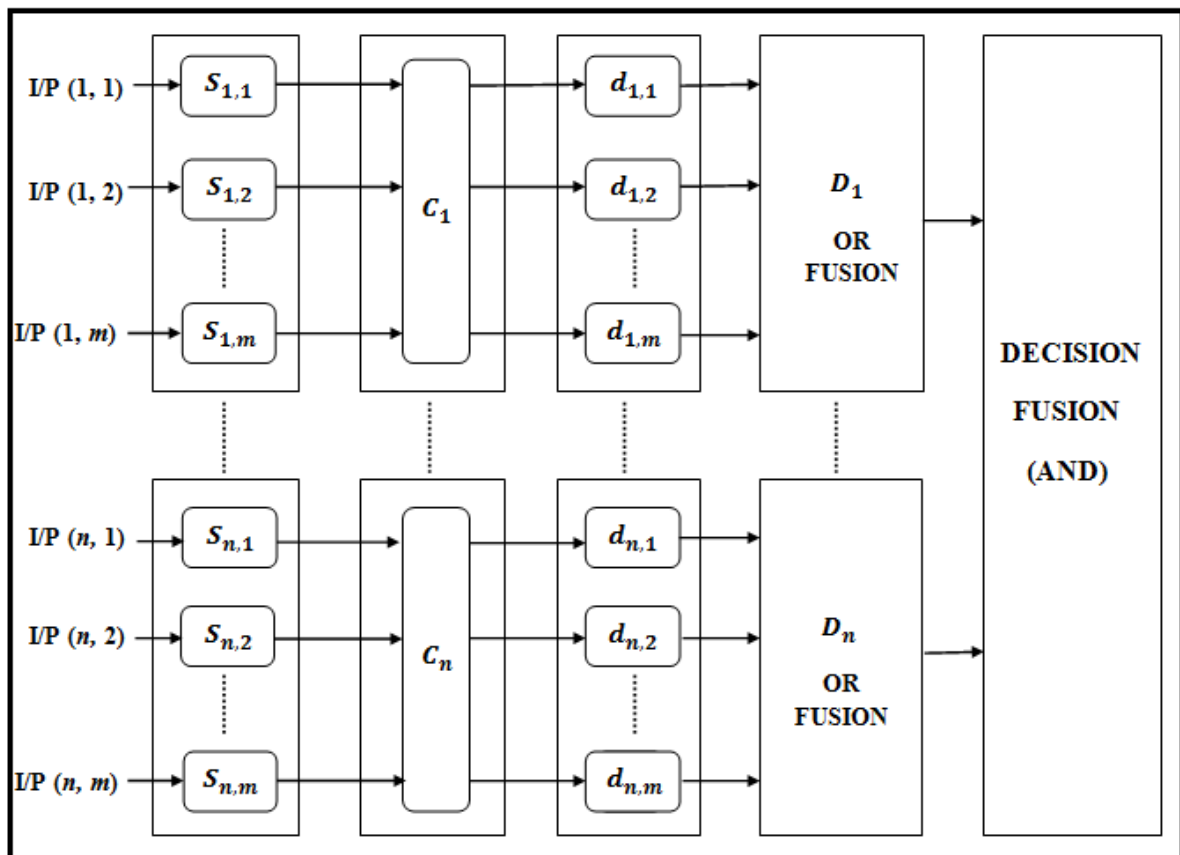 I/P (1, 1)
S₁,₁
d₁,₁
I/P (1, 2)
S₁,₂
C₁
d₁,₂
D₁
OR
FUSION
I/P (1, m)
S₁,m
d₁,m
DECISION
FUSION
(AND)
I/P (n, 1)
Sn,1
dn,1
I/P (n, 2)
Sn,2
Cn
dn,2
Dn
OR
FUSION
I/P (n, m)
Sn,m
dn,m